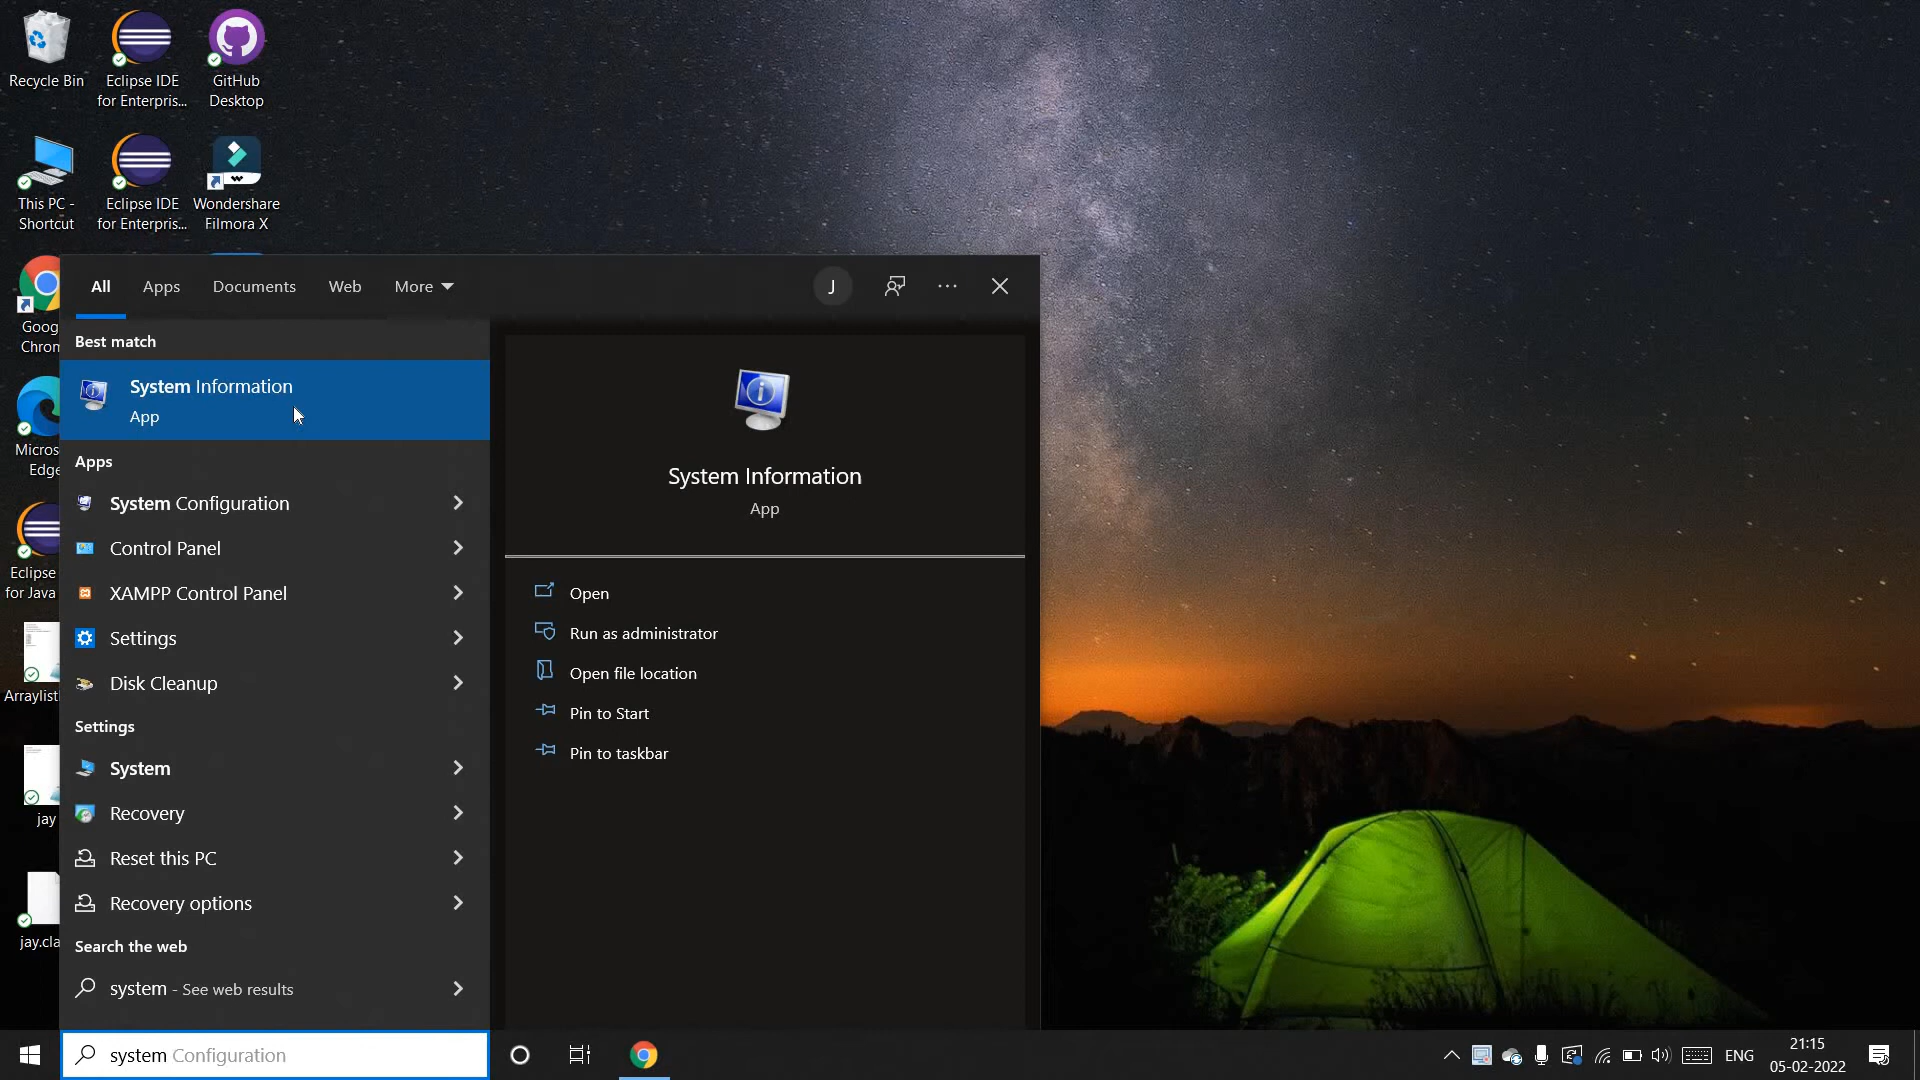 Recycle Bin
Eclipse IDE
for Enterpris...
GitHub
Desktop
This PC -
Shortcut
Eclipse IDE
for Enterpris...
Wondershare
Filmora X
Goog
Chrom
Micros
Edge
Eclipse
for Java
Arraylist
jay
jay.cla
All
Apps
Documents
Web
More
J
Best match
System Information
App
Apps
System Configuration
Control Panel
XAMPP Control Panel
Settings
Disk Cleanup
Settings
System
Recovery
Reset this PC
Recovery options
Search the web
system - See web results
System Information
App
Open
Run as administrator
Open file location
Pin to Start
Pin to taskbar
system Configuration
ENG
21:15
05-02-2022